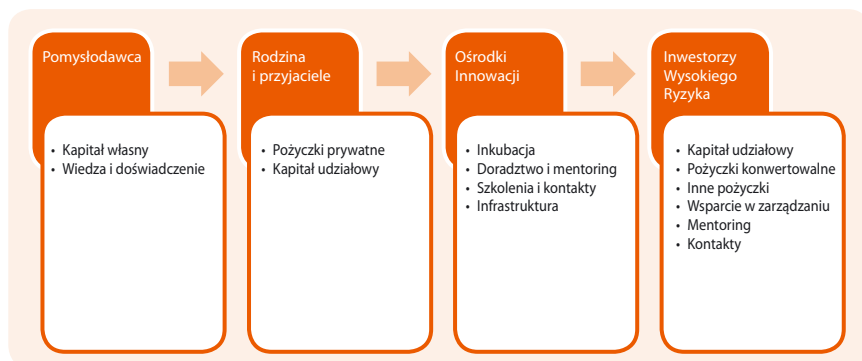 Pomysłodawca
• Kapitał własny
• Wiedza i doświadczenie
Rodzina
i przyjaciele
• Pożyczki prywatne
• Kapitał udziałowy
Ośrodki
Innowacji
• Inkubacja
• Doradztwo i mentoring
• Szkolenia i kontakty
• Infrastruktura
Inwestorzy
Wysokiego
Ryzyka
• Kapitał udziałowy
• Pożyczki konwertowalne
• Inne pożyczki
• Wsparcie w zarządzaniu
• Mentoring
• Kontakty